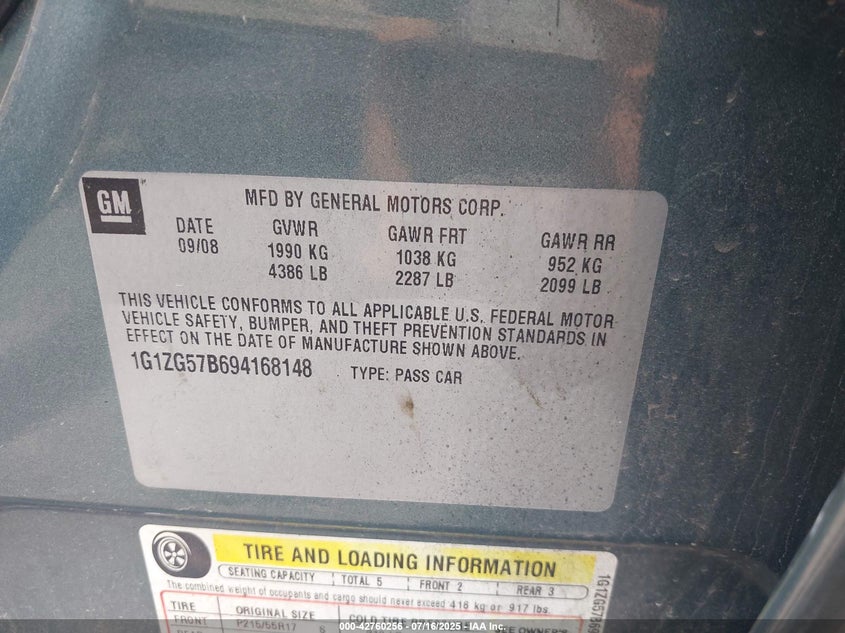 GM
MFD BY GENERAL MOTORS CORP.
DATE GVWR GAWR FRT GAWR RR
09/08 1990 KG 1038 KG 952 KG
4386 LB 2287 LB 2099 LB
THIS VEHICLE CONFORMS TO ALL APPLICABLE U.S. FEDERAL MOTOR
VEHICLE SAFETY, BUMPER, AND THEFT PREVENTION STANDARDS IN
EFFECT ON THE DATE OF MANUFACTURE SHOWN ABOVE.
1G1ZG57B694168148 TYPE: PASS CAR
TIRE AND LOADING INFORMATION
SEATING CAPACITY TOTAL 5 FRONT 2 REAR 3
The combined weight of occupants and cargo should never exceed 418 kg or 917 lbs.
TIRE ORIGINAL SIZE COLD TIRE
FRONT P215/55R17
000-42760256 - 07/16/2025 - IAA, Inc.